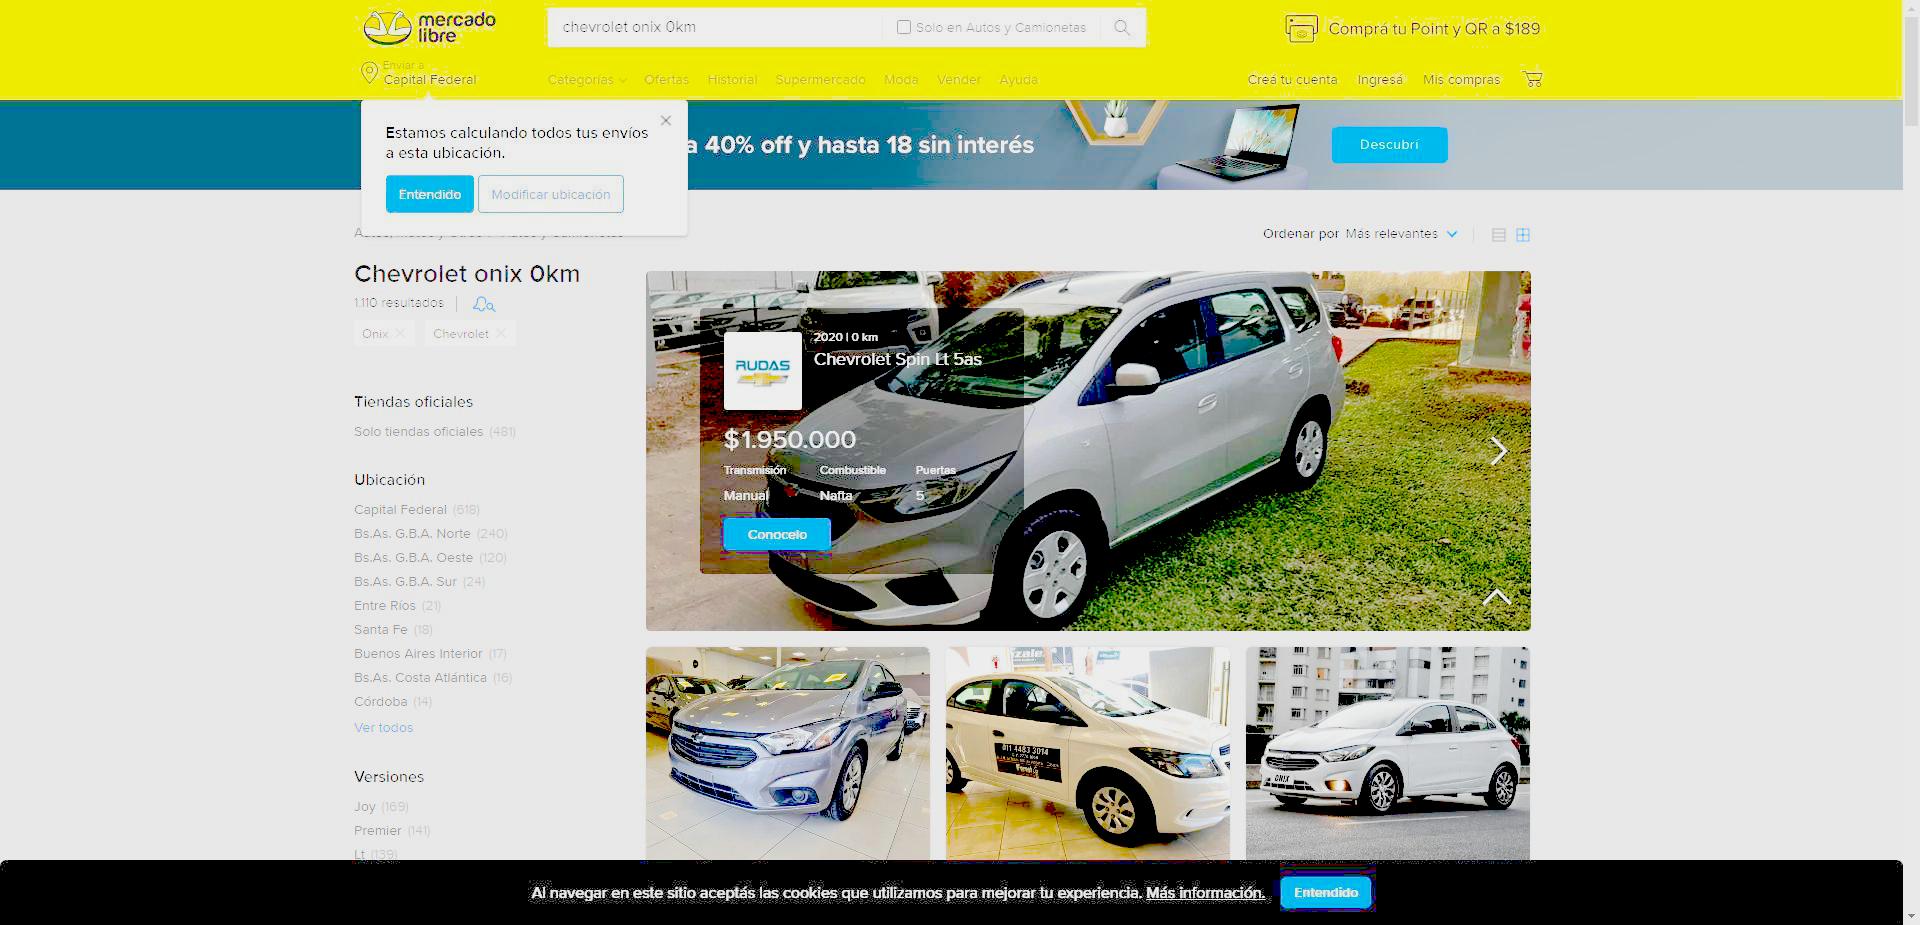 mercado
libre
chevrolet onix 0km
Solo en Autos y Camionetas
Comprá tu Point y QR a $189
Enviar a
Capital Federal
Categorías
Ofertas
Historial
Supermercado
Moda
Vender
Ayuda
Creá tu cuenta
Ingresá
Mis compras
Estamos calculando todos tus envíos
a esta ubicación.
Entendido
Modificar ubicación
a 40% off y hasta 18 sin interés
Descubrí
Ordenar por Más relevantes
Chevrolet onix 0km
1.110 resultados
Onix
Chevrolet
Tiendas oficiales
Solo tiendas oficiales (481)
Ubicación
Capital Federal (618)
Bs.As. G.B.A. Norte (240)
Bs.As. G.B.A. Oeste (120)
Bs.As. G.B.A. Sur (24)
Entre Ríos (21)
Santa Fe (18)
Buenos Aires Interior (17)
Bs.As. Costa Atlántica (16)
Córdoba (14)
Ver todos
Versiones
Joy (169)
Premier (141)
Lt (139)
RUDAS
2020 | 0 km
Chevrolet Spin Lt 5as
$1.950.000
Transmisión Combustible Puertas
Manual Nafta 5
Conocelo
011 4483 3014
ONIX
Al navegar en este sitio aceptás las cookies que utilizamos para mejorar tu experiencia. Más información.
Entendido